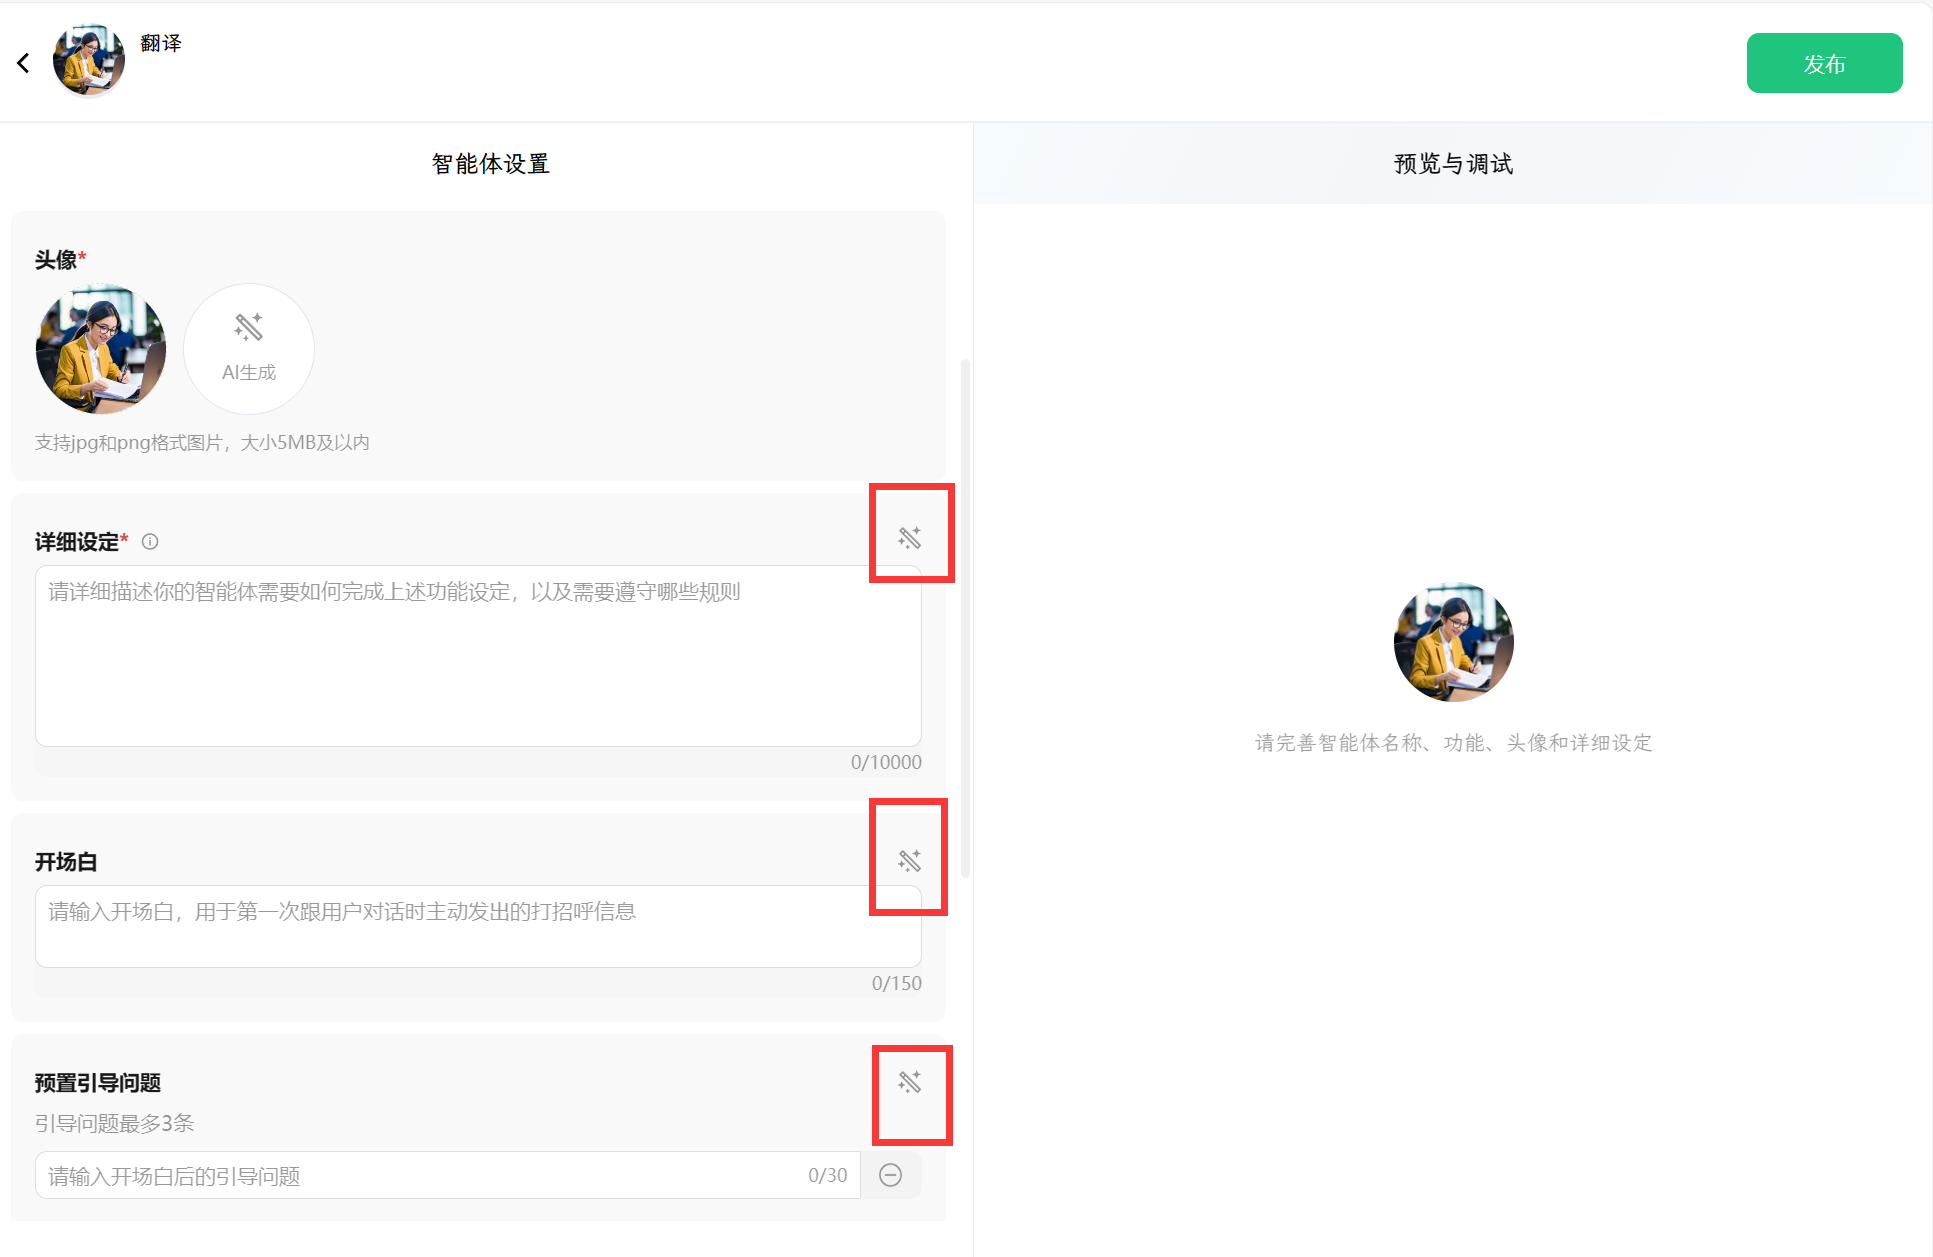 翻译
发布
智能体设置
预览与调试
头像*
AI生成
支持jpg和png格式图片，大小5MB及以内
详细设定*
请详细描述你的智能体需要如何完成上述功能设定，以及需要遵守哪些规则
0/10000
开场白
请输入开场白，用于第一次跟用户对话时主动发出的打招呼信息
0/150
预置引导问题
引导问题最多3条
请输入开场白后的引导问题 0/30
请完善智能体名称、功能、头像和详细设定